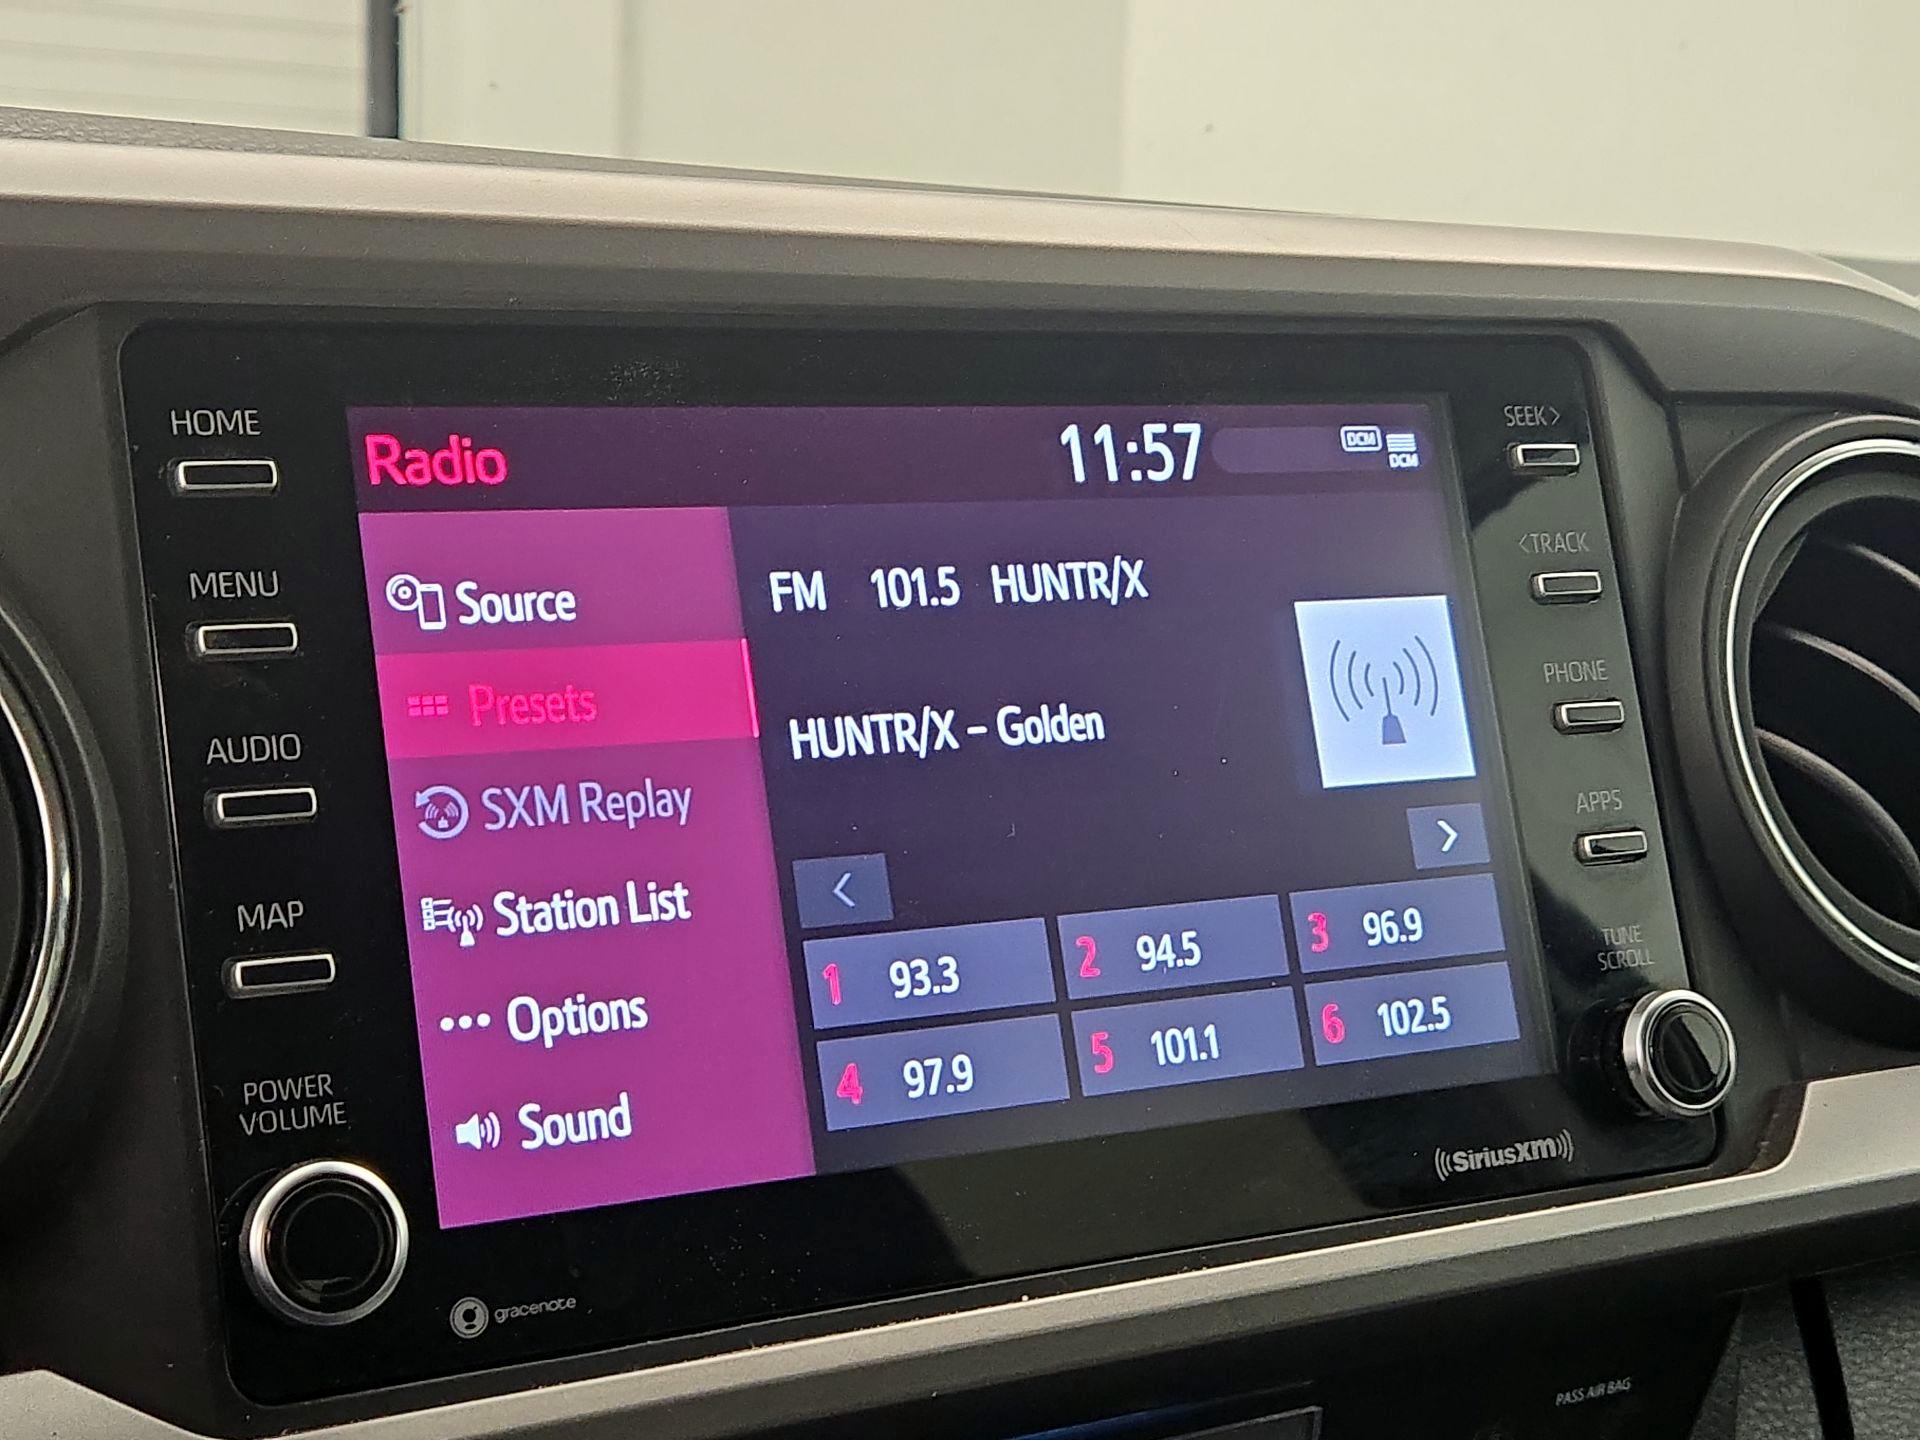 HOME
MENU
AUDIO
MAP
POWER
VOLUME
Radio
11:57
DCM
DCM
Source
Presets
SXM Replay
Station List
Options
Sound
FM 101.5 HUNTR/X
HUNTR/X – Golden
<
>
1 93.3
2 94.5
3 96.9
4 97.9
5 101.1
6 102.5
SEEK >
< TRACK
PHONE
APPS
TUNE
SCROLL
((SiriusXM))
gracenote
PASS AIR BAG